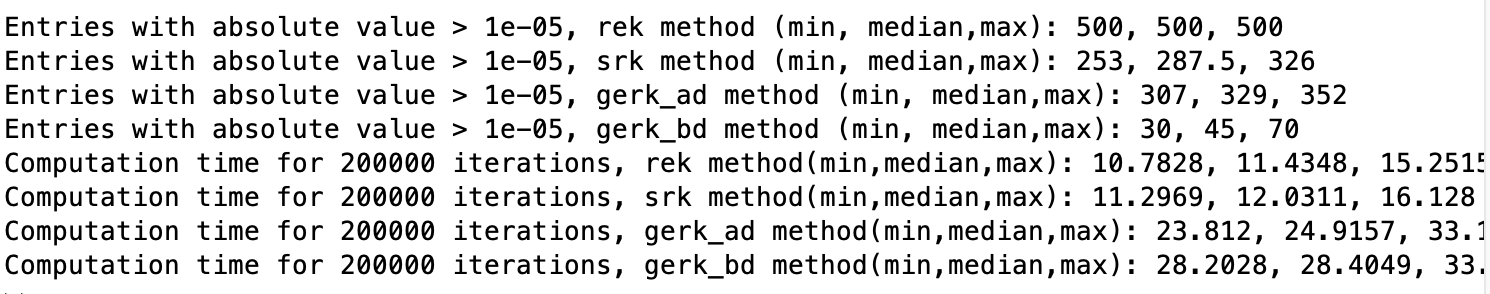 Entries with absolute value > 1e-05, rek method (min, median,max): 500, 500, 500
Entries with absolute value > 1e-05, srk method (min, median,max): 253, 287.5, 326
Entries with absolute value > 1e-05, gerk_ad method (min, median,max): 307, 329, 352
Entries with absolute value > 1e-05, gerk_bd method (min, median,max): 30, 45, 70
Computation time for 200000 iterations, rek method(min,median,max): 10.7828, 11.4348, 15.2515
Computation time for 200000 iterations, srk method(min,median,max): 11.2969, 12.0311, 16.128
Computation time for 200000 iterations, gerk_ad method(min,median,max): 23.812, 24.9157, 33.1
Computation time for 200000 iterations, gerk_bd method(min,median,max): 28.2028, 28.4049, 33.